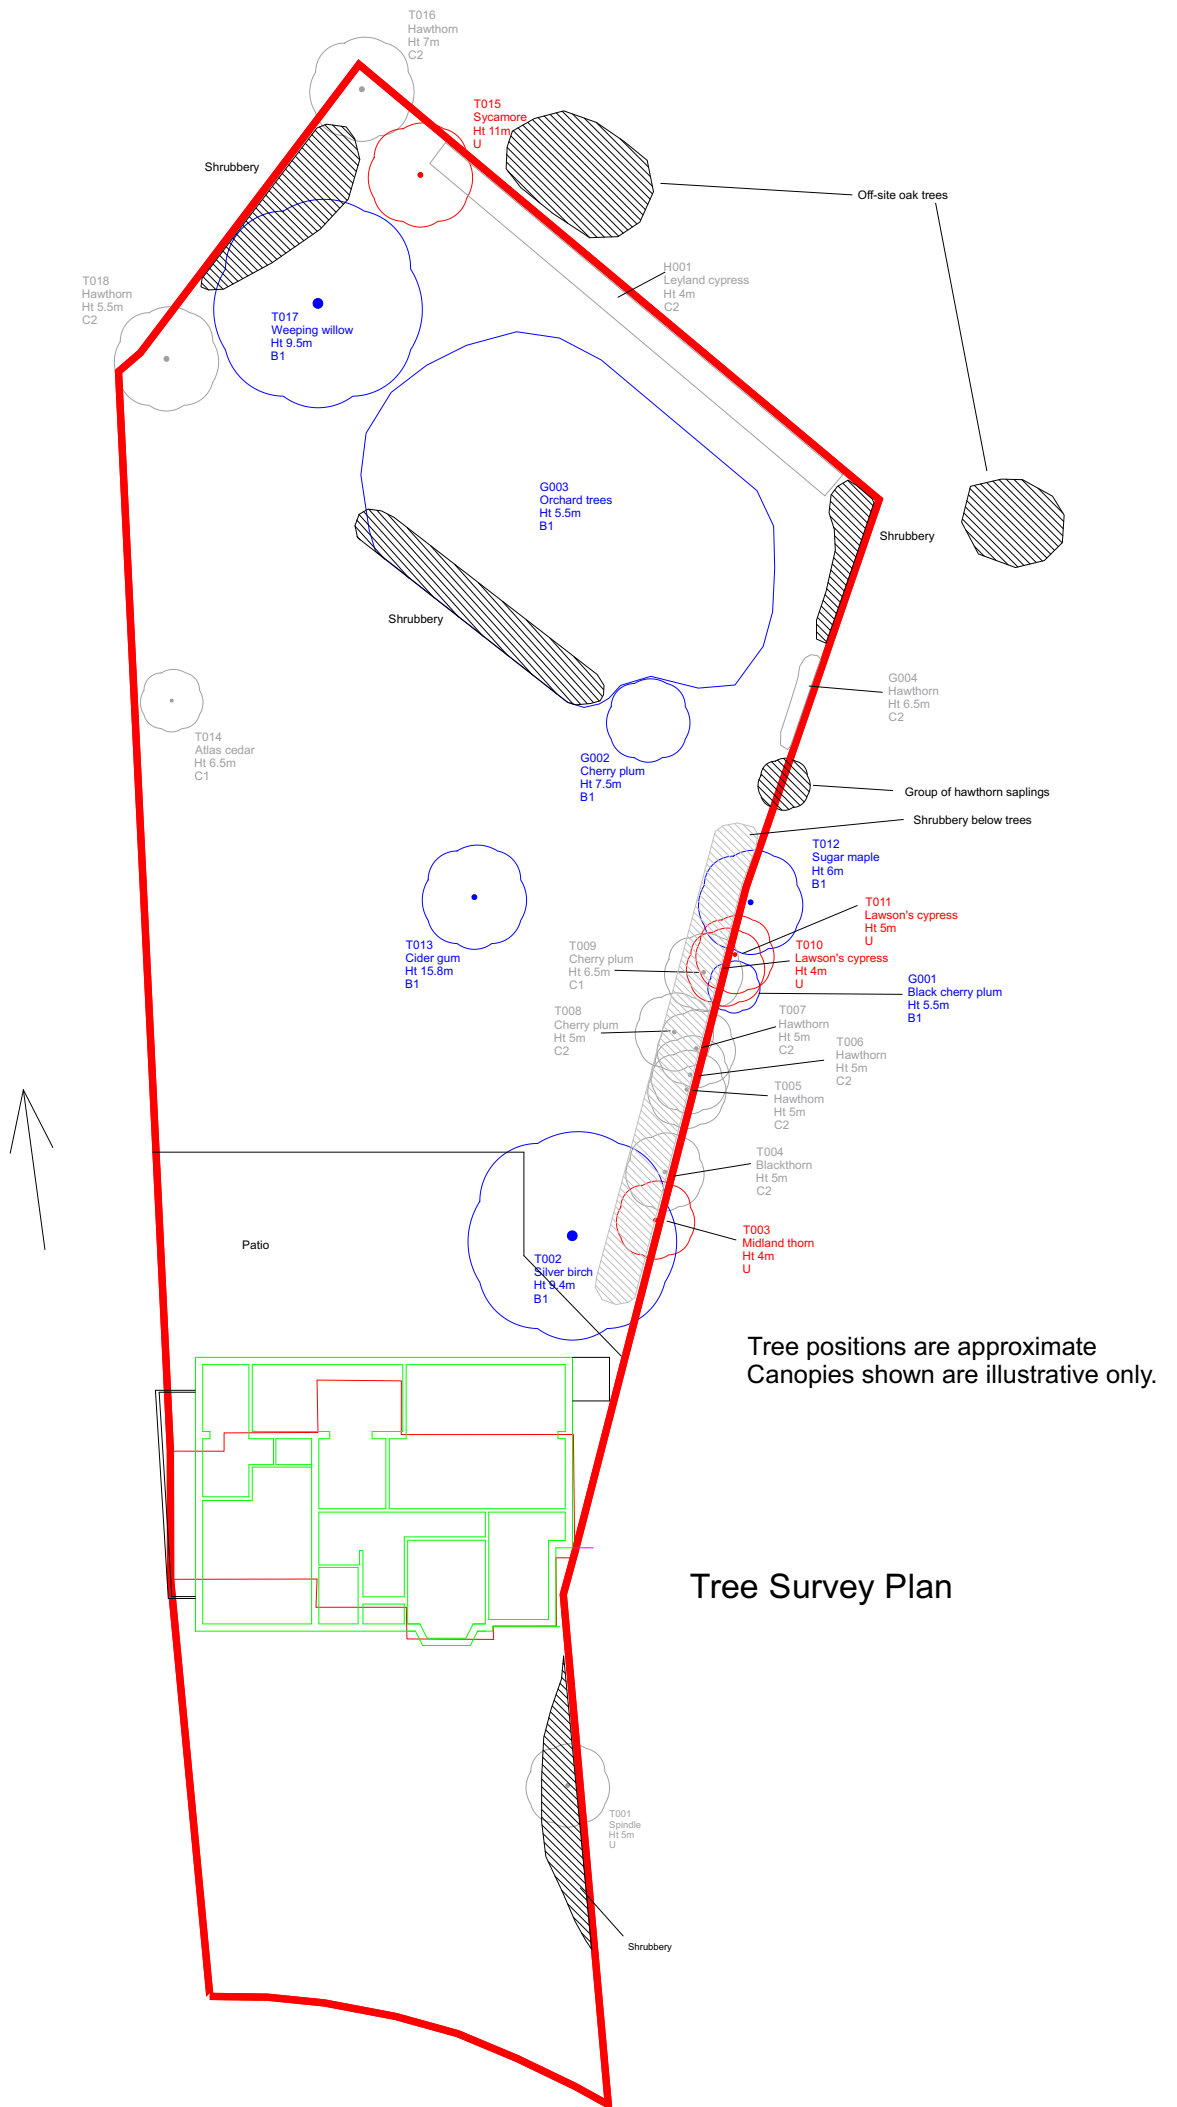 T016
Hawthorn
Ht 7m
C2
T015
Sycamore
Ht 11m
U
Shrubbery
Off-site oak trees
H001
Leyland cypress
Ht 4m
C2
T018
Hawthorn
Ht 5.5m
C2
T017
Weeping willow
Ht 9.5m
B1
G003
Orchard trees
Ht 5.5m
B1
Shrubbery
Shrubbery
G004
Hawthorn
Ht 6.5m
C2
T014
Atlas cedar
Ht 6.5m
C1
G002
Cherry plum
Ht 7.5m
B1
Group of hawthorn saplings
Shrubbery below trees
T012
Sugar maple
Ht 6m
B1
T011
Lawson's cypress
Ht 5m
U
T013
Cider gum
Ht 15.8m
B1
T009
Cherry plum
Ht 6.5m
C1
T010
Lawson's cypress
Ht 4m
U
G001
Black cherry plum
Ht 5.5m
B1
T008
Cherry plum
Ht 5m
C2
T007
Hawthorn
Ht 5m
C2
T006
Hawthorn
Ht 5m
C2
T005
Hawthorn
Ht 5m
C2
T004
Blackthorn
Ht 5m
C2
T003
Midland thorn
Ht 4m
U
Patio
T002
Silver birch
Ht 9.4m
B1
Tree positions are approximate
Canopies shown are illustrative only.
Tree Survey Plan
T001
Spindle
Ht 5m
U
Shrubbery